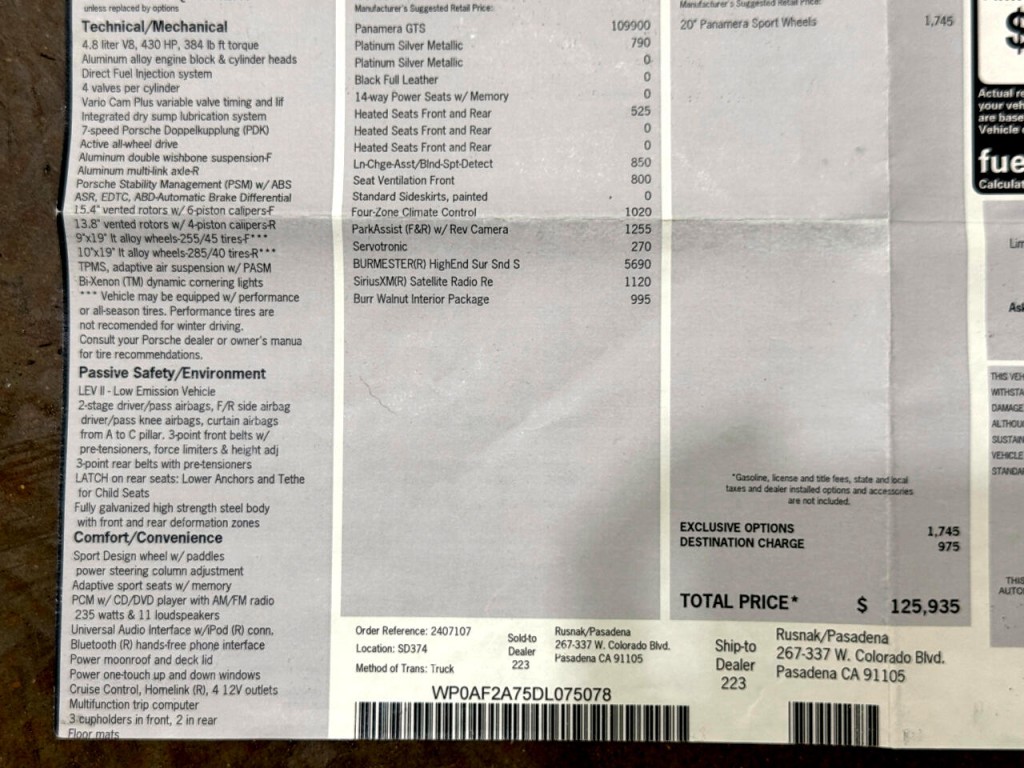 unless replaced by options
Technical/Mechanical
4.8 liter V8, 430 HP, 384 lb ft torque
Aluminum alloy engine block & cylinder heads
Direct Fuel Injection system
4 valves per cylinder
Vario Cam Plus variable valve timing and lif
Integrated dry sump lubrication system
7-speed Porsche Doppelkupplung (PDK)
Active all-wheel drive
Aluminum double wishbone suspension-F
Aluminum multi-link axle-R
Porsche Stability Management (PSM) w/ ABS
ASR, EDTC, ABD-Automatic Brake Differential
15.4" vented rotors w/ 6-piston calipers-F
13.8" vented rotors w/ 4-piston calipers-R
9"x19" lt alloy wheels-255/45 tires-F***
10"x19" lt alloy wheels-285/40 tires-R***
TPMS, adaptive air suspension w/ PASM
Bi-Xenon (TM) dynamic cornering lights
*** Vehicle may be equipped w/ performance
or all-season tires. Performance tires are
not recomended for winter driving.
Consult your Porsche dealer or owner's manua
for tire recommendations.
Passive Safety/Environment
LEV II - Low Emission Vehicle
2-stage driver/pass airbags, F/R side airbag
driver/pass knee airbags, curtain airbags
from A to C pillar. 3-point front belts w/
pre-tensioners, force limiters & height adj
3-point rear belts with pre-tensioners
LATCH on rear seats: Lower Anchors and Tethe
for Child Seats
Fully galvanized high strength steel body
with front and rear deformation zones
Comfort/Convenience
Sport Design wheel w/ paddles
power steering column adjustment
Adaptive sport seats w/ memory
PCM w/ CD/DVD player with AM/FM radio
235 watts & 11 loudspeakers
Universal Audio Interface w/iPod (R) conn.
Bluetooth (R) hands-free phone interface
Power moonroof and deck lid
Power one-touch up and down windows
Cruise Control, Homelink (R), 4 12V outlets
Multifunction trip computer
3 cupholders in front, 2 in rear
Floor mats
Manufacturer's Suggested Retail Price:
Panamera GTS 109900
Platinum Silver Metallic 790
Platinum Silver Metallic 0
Black Full Leather 0
14-way Power Seats w/ Memory 0
Heated Seats Front and Rear 525
Heated Seats Front and Rear 0
Heated Seats Front and Rear 0
Ln-Chge-Asst/Blnd-Spt-Detect 850
Seat Ventilation Front 800
Standard Sideskirts, painted 0
Four-Zone Climate Control 1020
ParkAssist (F&R) w/ Rev Camera 1255
Servotronic 270
BURMESTER(R) HighEnd Sur Snd S 5690
SiriusXM(R) Satellite Radio Re 1120
Burr Walnut Interior Package 995
Manufacturer's Suggested Retail Price:
20" Panamera Sport Wheels 1,745
*Gasoline, license and title fees, state and local
taxes and dealer installed options and accessories
are not included.
EXCLUSIVE OPTIONS 1,745
DESTINATION CHARGE 975
TOTAL PRICE* $ 125,935
Order Reference: 2407107
Location: SD374
Method of Trans: Truck
Sold-to
Dealer
223
Rusnak/Pasadena
267-337 W. Colorado Blvd.
Pasadena CA 91105
Ship-to
Dealer
223
Rusnak/Pasadena
267-337 W. Colorado Blvd.
Pasadena CA 91105
WP0AF2A75DL075078
$
Actual re
your veh
are base
Vehicle
fue
Calculat
Lim
Ask
THIS VEH
WITHSTA
DAMAGE
ALTHOU
SUSTAIN
VEHICLE
STANDA
THIS
AUTO